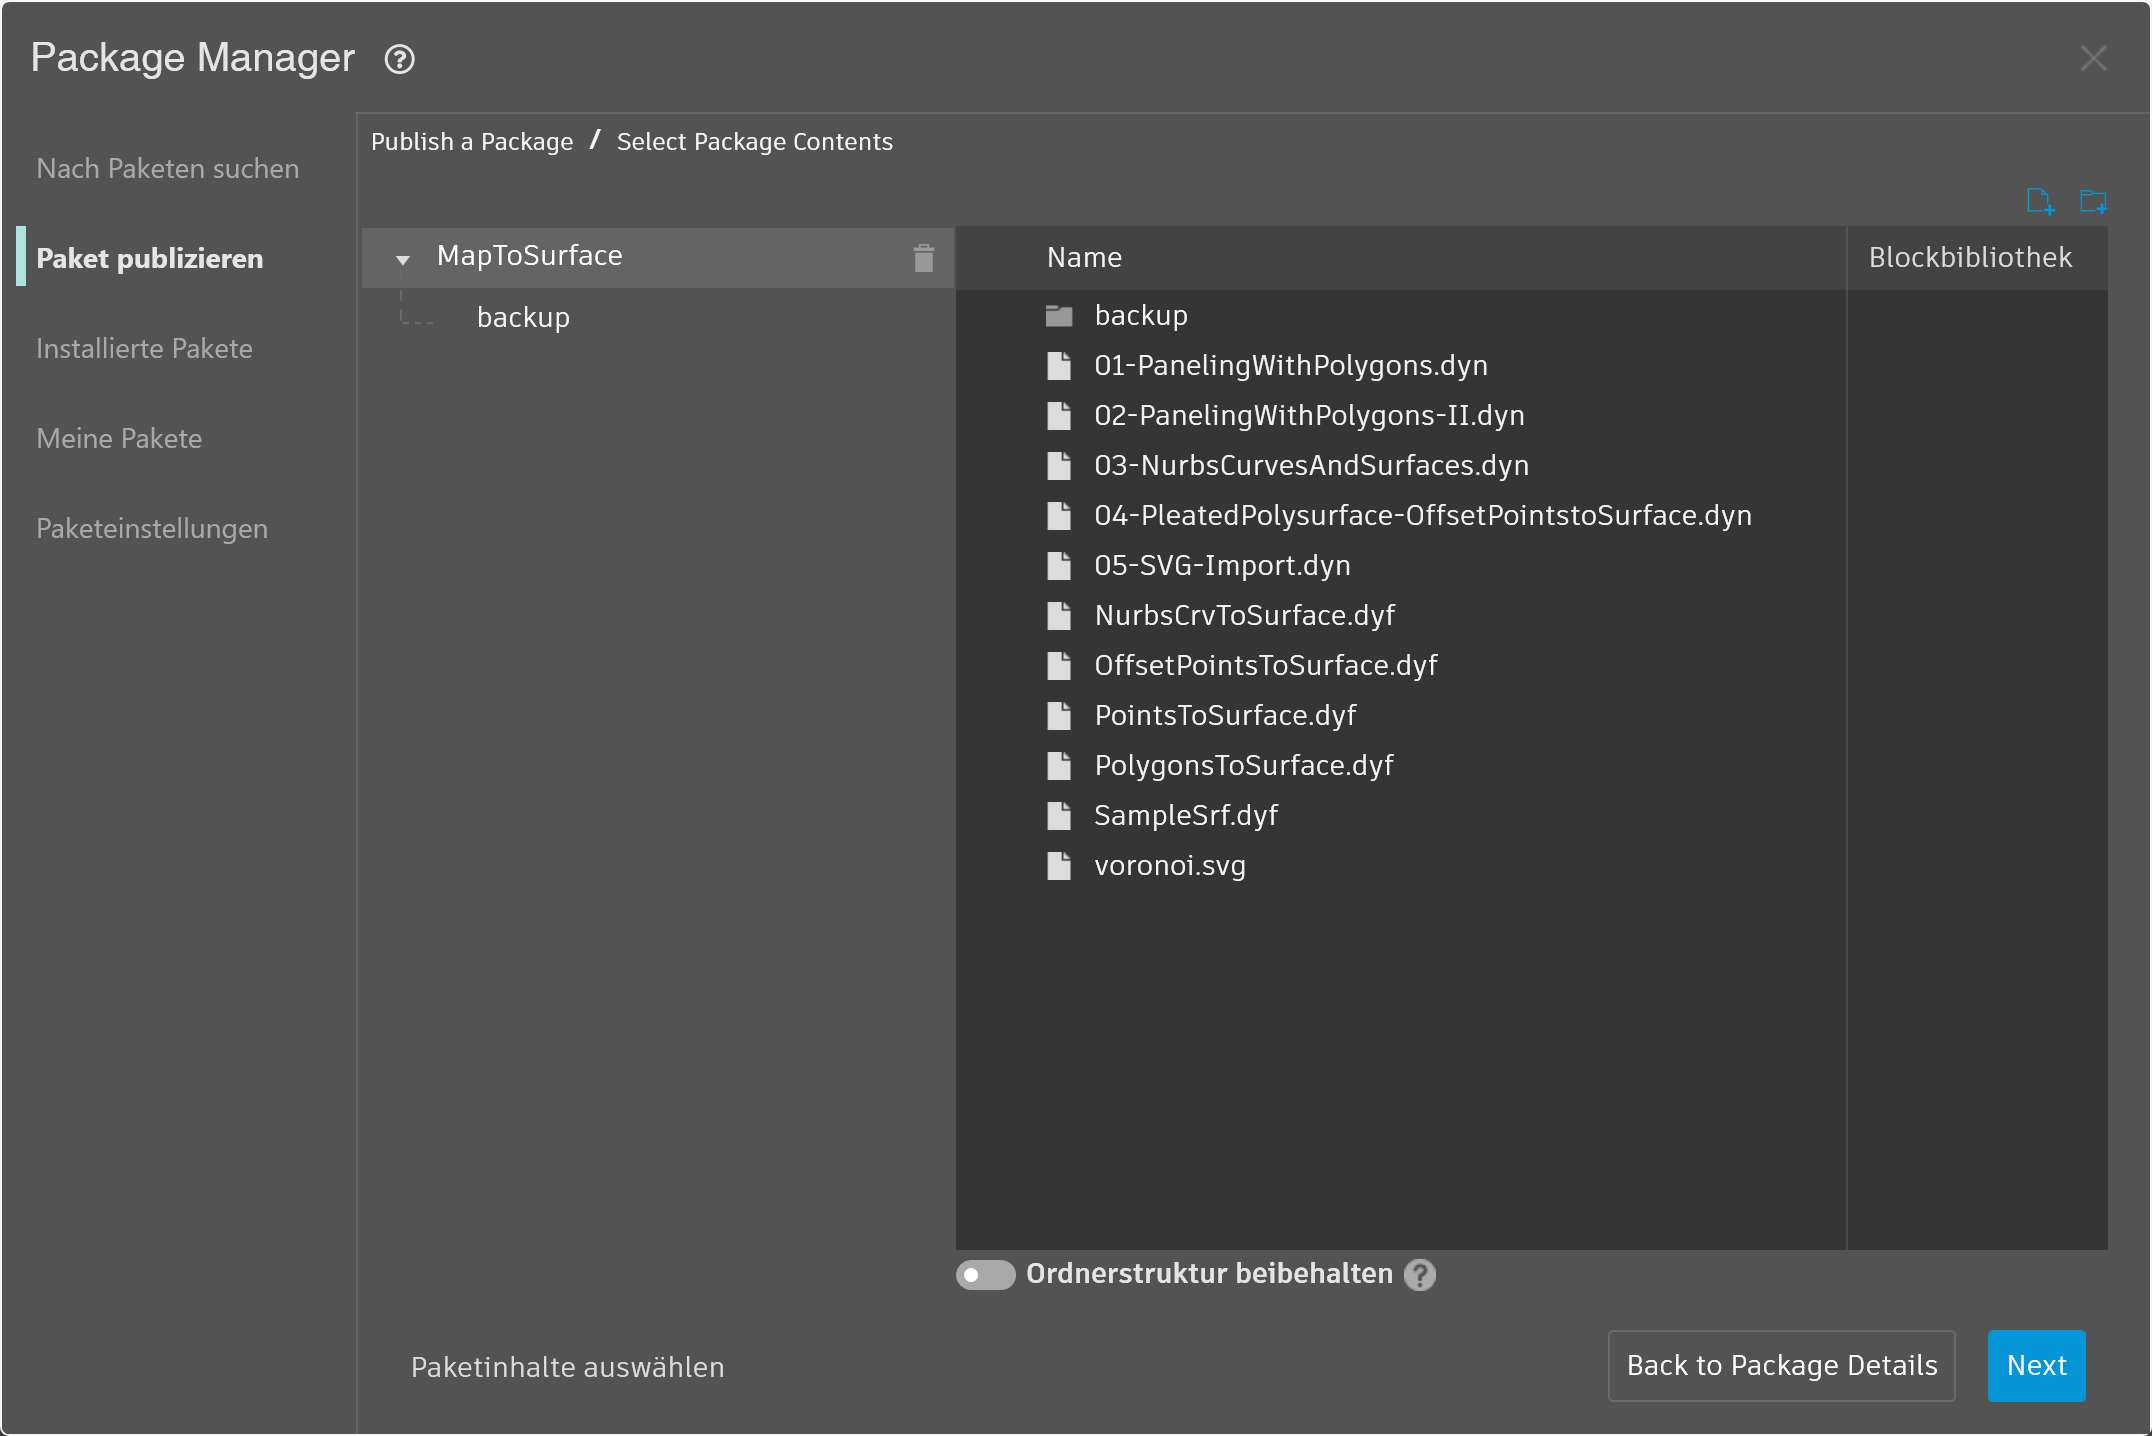 Package Manager
Nach Paketen suchen
Paket publizieren
Installierte Pakete
Meine Pakete
Paketeinstellungen
Publish a Package / Select Package Contents
MapToSurface
backup
Name
Blockbibliothek
backup
01-PanelingWithPolygons.dyn
02-PanelingWithPolygons-II.dyn
03-NurbsCurvesAndSurfaces.dyn
04-PleatedPolysurface-OffsetPointstoSurface.dyn
05-SVG-Import.dyn
NurbsCrvToSurface.dyf
OffsetPointsToSurface.dyf
PointsToSurface.dyf
PolygonsToSurface.dyf
SampleSrf.dyf
voronoi.svg
Ordnerstruktur beibehalten
Paketinhalte auswählen
Back to Package Details
Next